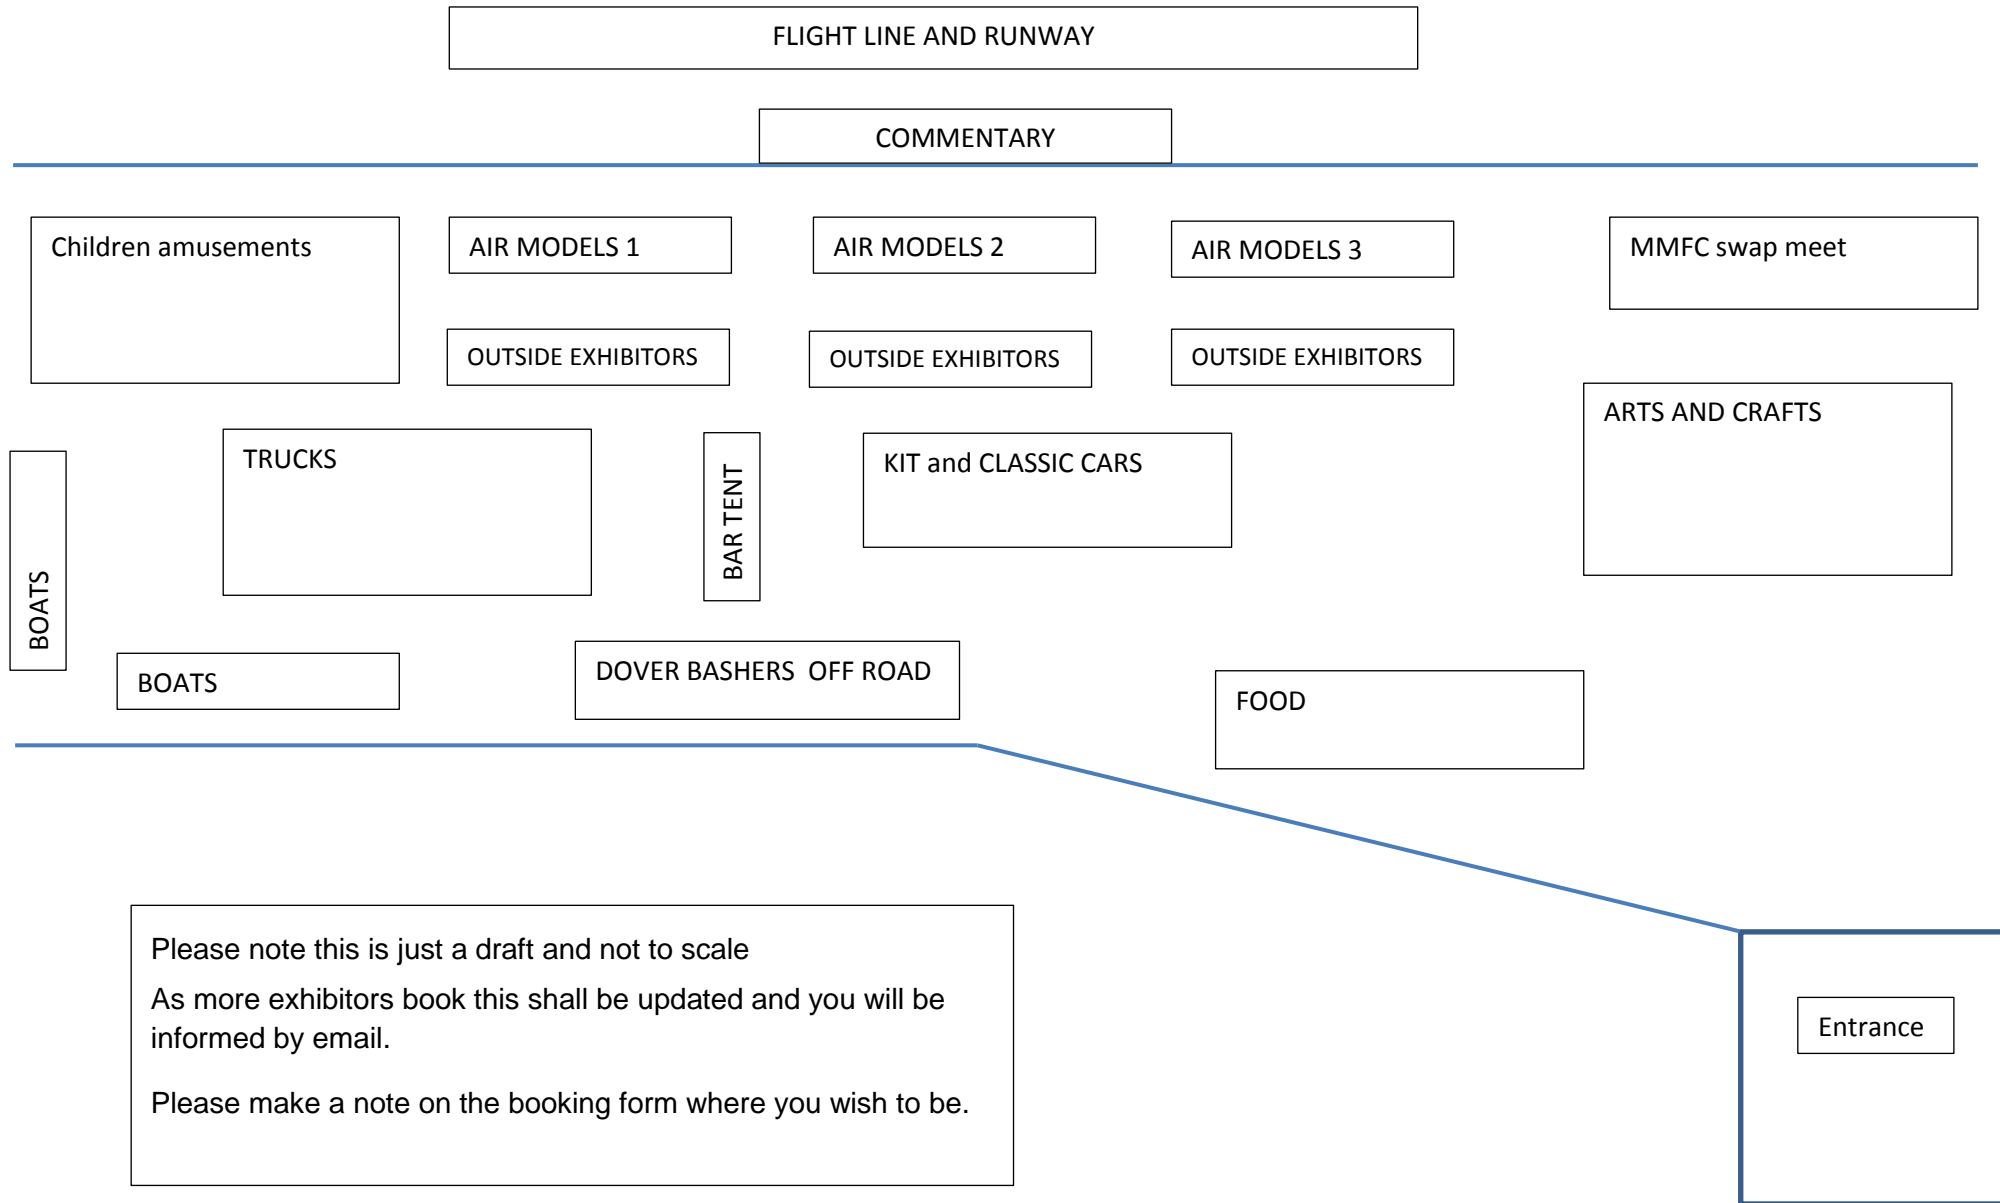 FLIGHT LINE AND RUNWAY
COMMENTARY
Children amusements
AIR MODELS 1
AIR MODELS 2
AIR MODELS 3
MMFC swap meet
OUTSIDE EXHIBITORS
OUTSIDE EXHIBITORS
OUTSIDE EXHIBITORS
ARTS AND CRAFTS
TRUCKS
BAR TENT
KIT and CLASSIC CARS
BOATS
BOATS
DOVER BASHERS  OFF ROAD
FOOD
Please note this is just a draft and not to scale
As more exhibitors book this shall be updated and you will be
informed by email.
Please make a note on the booking form where you wish to be.
Entrance